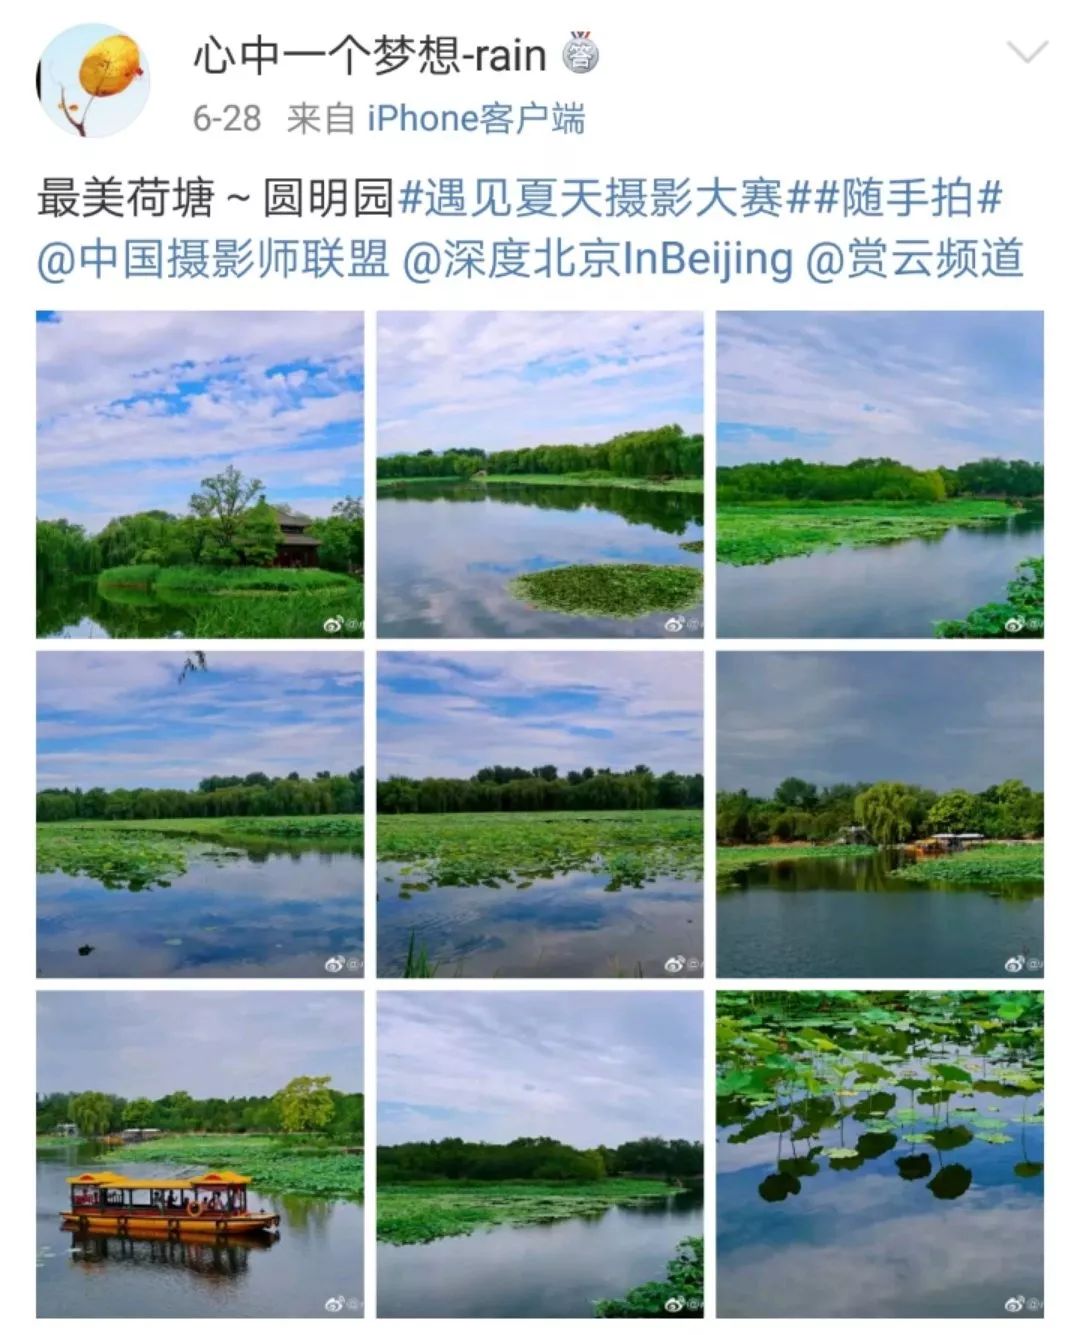 心中一个梦想-rain
6-28 来自 iPhone客户端
最美荷塘~圆明园#遇见夏天摄影大赛##随手拍#
@中国摄影师联盟 @深度北京InBeijing @赏云频道